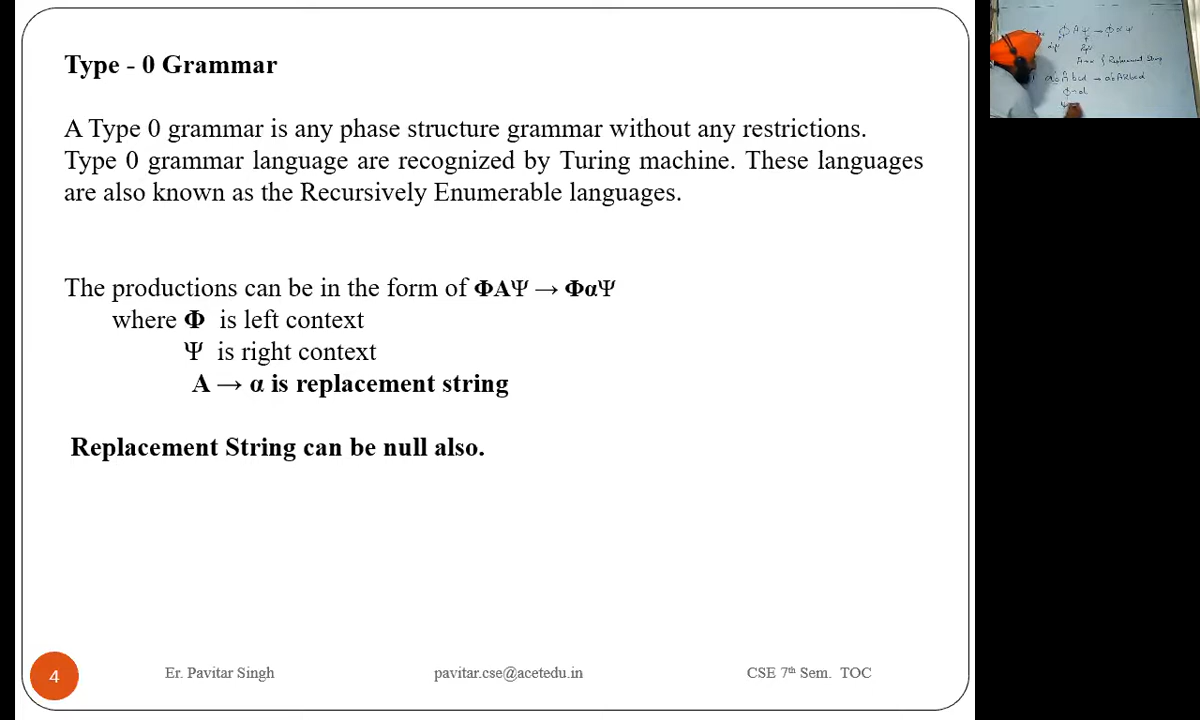 Type - 0 Grammar
A Type 0 grammar is any phase structure grammar without any restrictions.
Type 0 grammar language are recognized by Turing machine. These languages
are also known as the Recursively Enumerable languages.
The productions can be in the form of ΦAΨ → ΦαΨ
where Φ is left context
Ψ is right context
A → α is replacement string
Replacement String can be null also.
4
Er. Pavitar Singh
pavitar.cse@acetedu.in
CSE 7th Sem. TOC
Φ A Ψ → Φ α Ψ
left
Replacement String